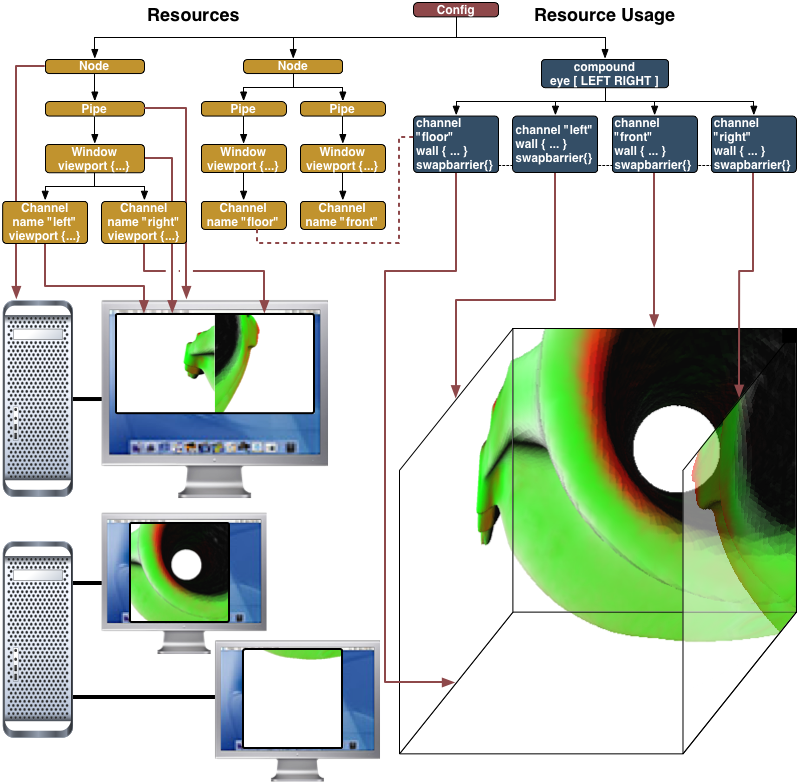 Resources
Config
Resource Usage
Node
Node
compound
eye [ LEFT RIGHT ]
Pipe
Pipe
Pipe
channel
"floor"
wall { ... }
swapbarrier{}
channel "left"
wall { ... }
swapbarrier{}
channel
"front"
wall { ... }
swapbarrier{}
channel
"right"
wall { ... }
swapbarrier{}
Window
viewport {...}
Window
viewport {...}
Window
viewport {...}
Channel
name "left"
viewport {...}
Channel
name "right"
viewport {...}
Channel
name "floor"
Channel
name "front"